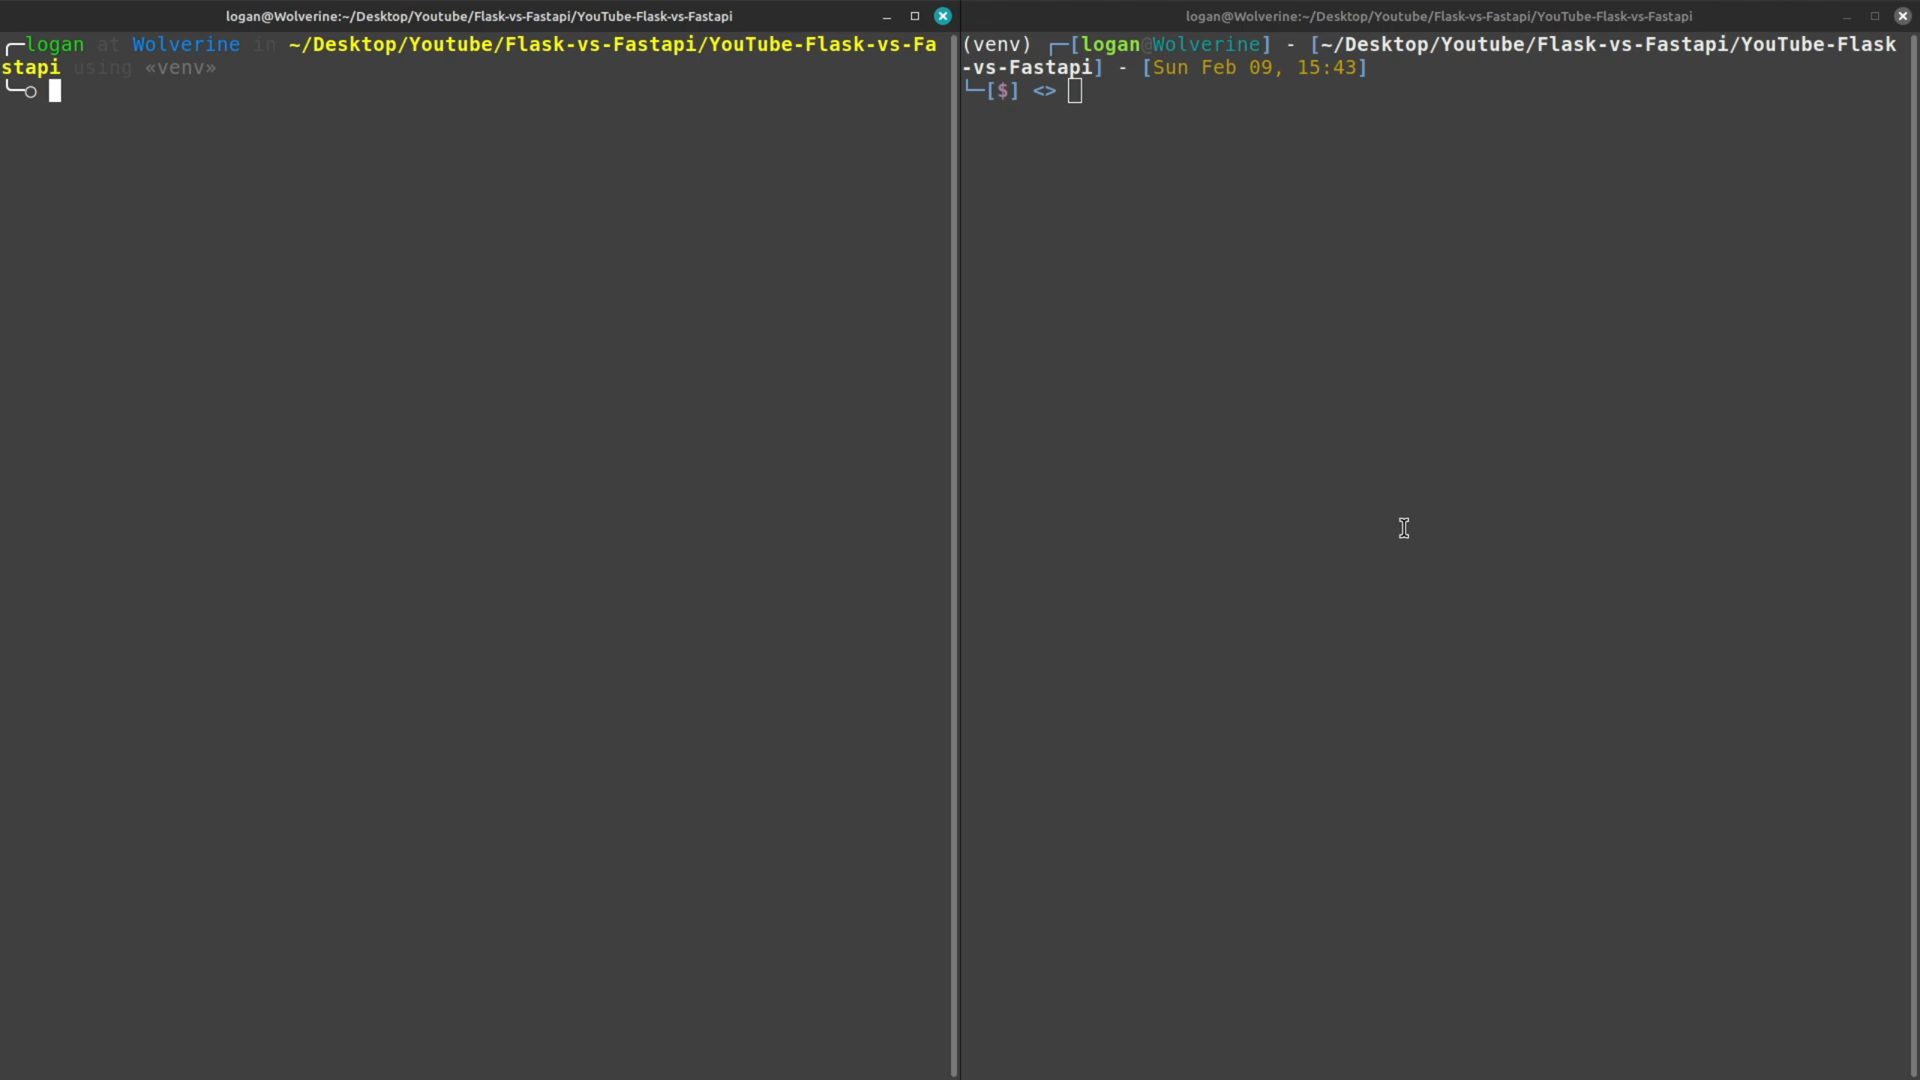 logan@Wolverine:~/Desktop/Youtube/Flask-vs-Fastapi/YouTube-Flask-vs-Fastapi
╭─logan at Wolverine in ~/Desktop/Youtube/Flask-vs-Fastapi/YouTube-Flask-vs-Fa
stapi using «venv»
╰─○
logan@Wolverine:~/Desktop/Youtube/Flask-vs-Fastapi/YouTube-Flask-vs-Fastapi
(venv) ┌─[logan@Wolverine] - [~/Desktop/Youtube/Flask-vs-Fastapi/YouTube-Flask
-vs-Fastapi] - [Sun Feb 09, 15:43]
└─[$] <>